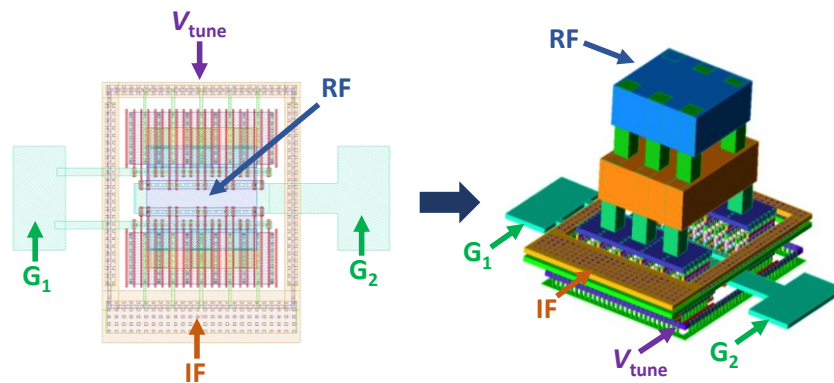 V_tune
RF
G_1
G_2
IF
RF
G_1
IF
G_2
V_tune